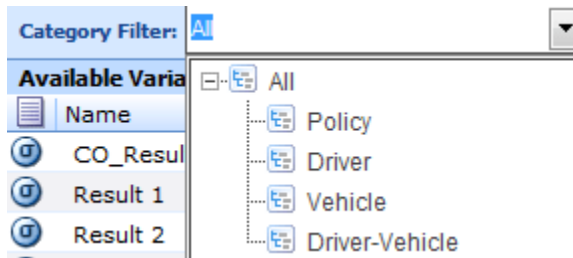 Category Filter: All
All
Policy
Driver
Vehicle
Driver-Vehicle
Available Varia
Name
CO_Resul
Result 1
Result 2